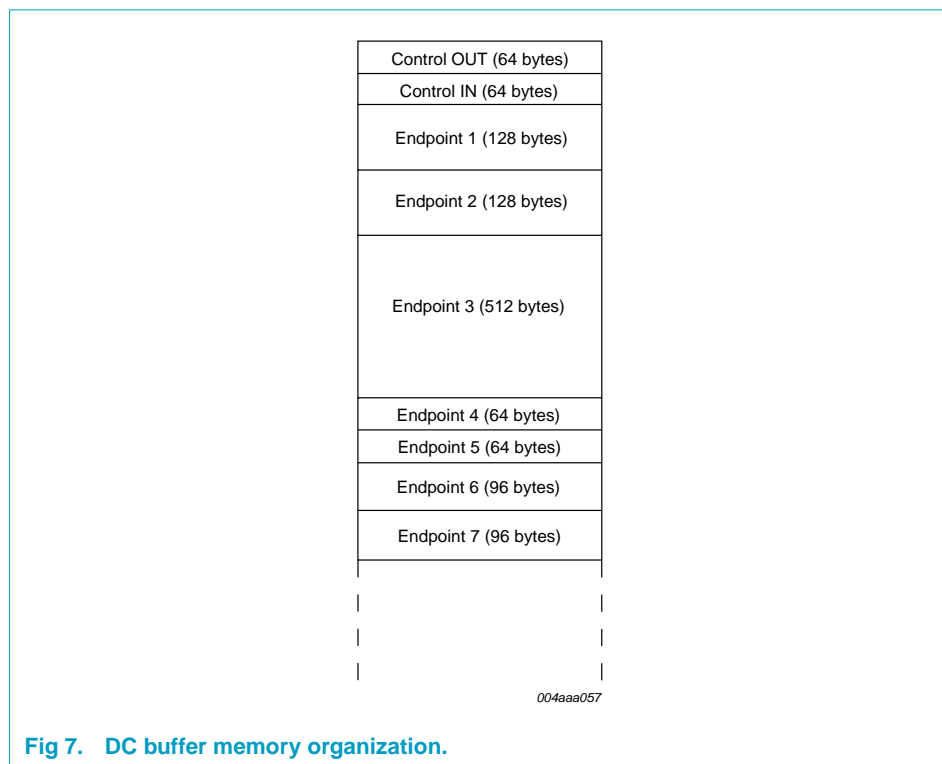 Control OUT (64 bytes)
Control IN (64 bytes)
Endpoint 1 (128 bytes)
Endpoint 2 (128 bytes)
Endpoint 3 (512 bytes)
Endpoint 4 (64 bytes)
Endpoint 5 (64 bytes)
Endpoint 6 (96 bytes)
Endpoint 7 (96 bytes)
004aaa057
Fig 7. DC buffer memory organization.